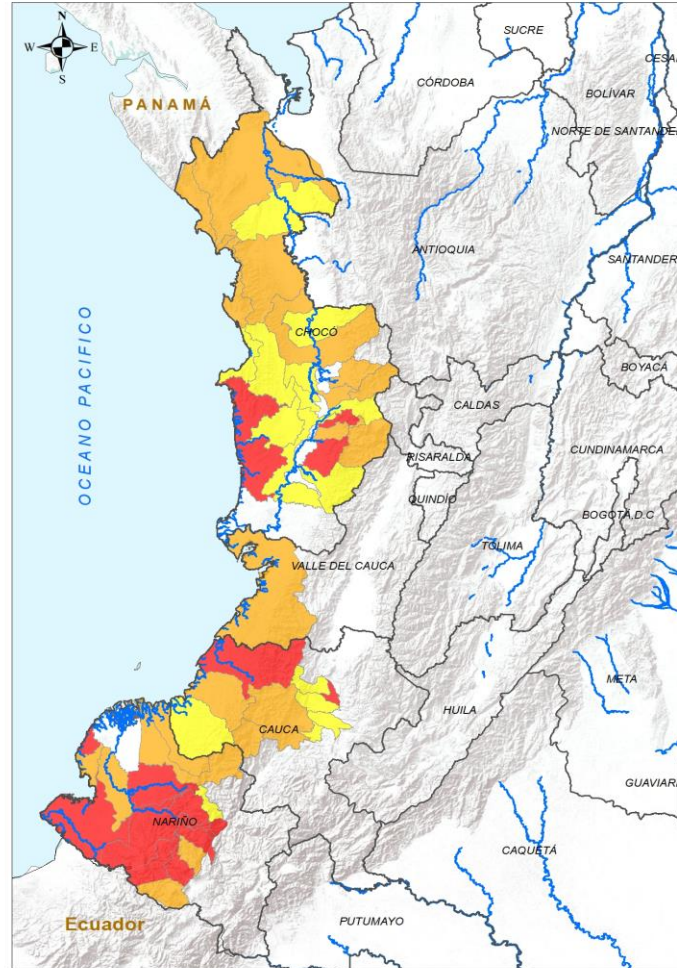 N
W E
S
PANAMÁ
SUCRE
CÓRDOBA
BOLÍVAR
NORTE DE SANTANDER
ANTIOQUIA
SANTANDER
OCEANO PACIFICO
CHOCÓ
BOYACÁ
CALDAS
CUNDINAMARCA
RISARALDA
QUINDÍO
BOGOTÁ, D.C
TOLIMA
VALLE DEL CAUCA
META
HUILA
CAUCA
GUAVIARE
NARIÑO
CAQUETÁ
Ecuador
PUTUMAYO